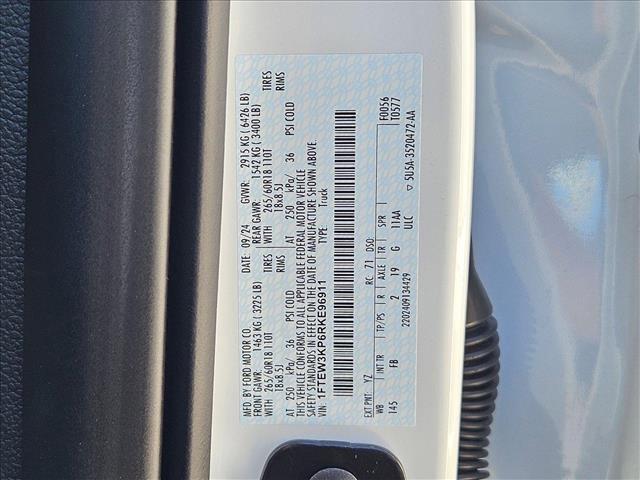 MFD. BY FORD MOTOR CO. DATE: 09/24 GVWR: 2915 KG ( 6426 LB)
FRONT GAWR: 1463 KG ( 3225 LB) REAR GAWR: 1542 KG ( 3400 LB)
WITH 265/60R18 110T TIRES WITH 265/60R18 110T TIRES
18x8.5J RIMS 18x8.5J RIMS
AT 250 kPa/ 36 PSI COLD AT 250 kPa/ 36 PSI COLD
THIS VEHICLE CONFORMS TO ALL APPLICABLE FEDERAL MOTOR VEHICLE
SAFETY STANDARDS IN EFFECT ON THE DATE OF MANUFACTURE SHOWN ABOVE.
VIN: 1FTEW3KP6RKE96911 TYPE: Truck
F0056
T0577
EXT PNT: YZ RC: 71 DSO:
WB INT TR TP/PS R AXLE TR SPR
145 FB 2 19 G 11AA
ULC
2202409134429 5U5A-3520472-AA